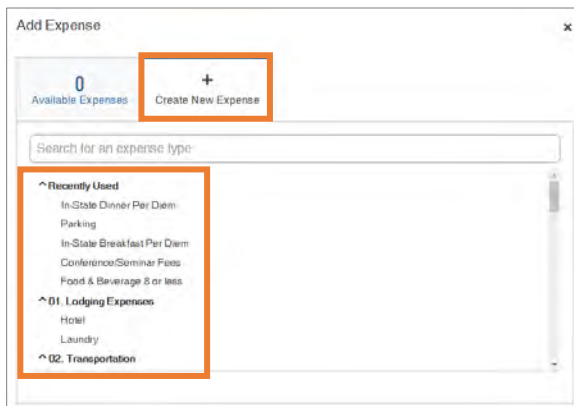 Add Expense
x
0
Available Expenses
+
Create New Expense
Search for an expense type
^ Recently Used
In-State Dinner Per Diem
Parking
In-State Breakfast Per Diem
Conference/Seminar Fees
Food & Beverage 8 or less
^ 01. Lodging Expenses
Hotel
Laundry
^ 02. Transportation